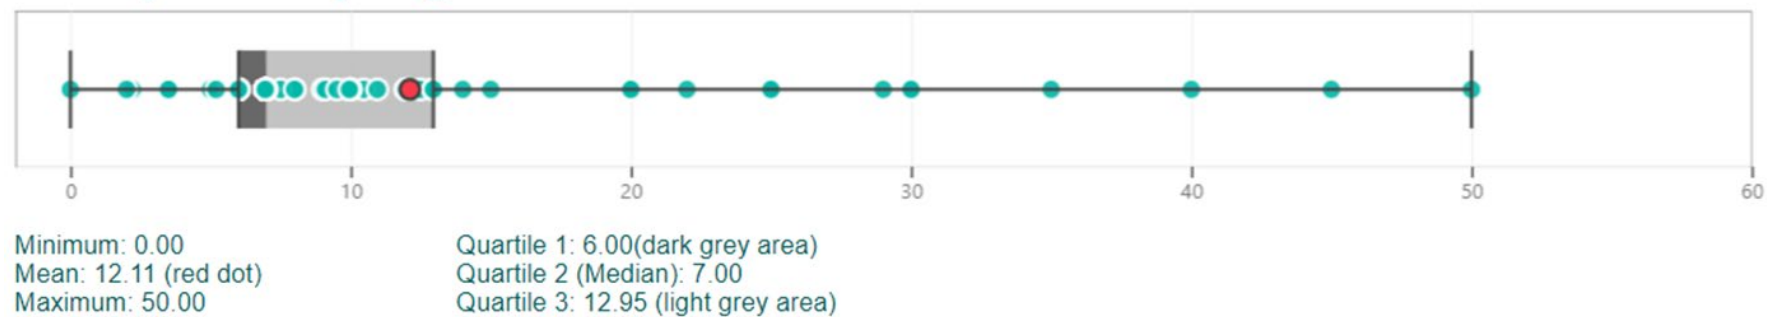 0 10 20 30 40 50 60
Minimum: 0.00
Mean: 12.11 (red dot)
Maximum: 50.00
Quartile 1: 6.00(dark grey area)
Quartile 2 (Median): 7.00
Quartile 3: 12.95 (light grey area)